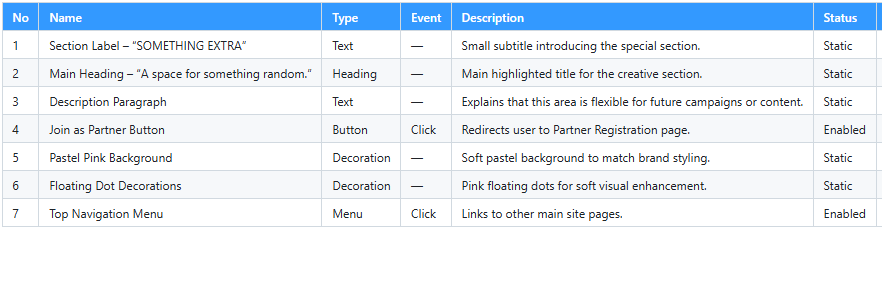 No Name Type Event Description Status
1 Section Label – “SOMETHING EXTRA” Text — Small subtitle introducing the special section. Static
2 Main Heading – “A space for something random.” Heading — Main highlighted title for the creative section. Static
3 Description Paragraph Text — Explains that this area is flexible for future campaigns or content. Static
4 Join as Partner Button Button Click Redirects user to Partner Registration page. Enabled
5 Pastel Pink Background Decoration — Soft pastel background to match brand styling. Static
6 Floating Dot Decorations Decoration — Pink floating dots for soft visual enhancement. Static
7 Top Navigation Menu Menu Click Links to other main site pages. Enabled